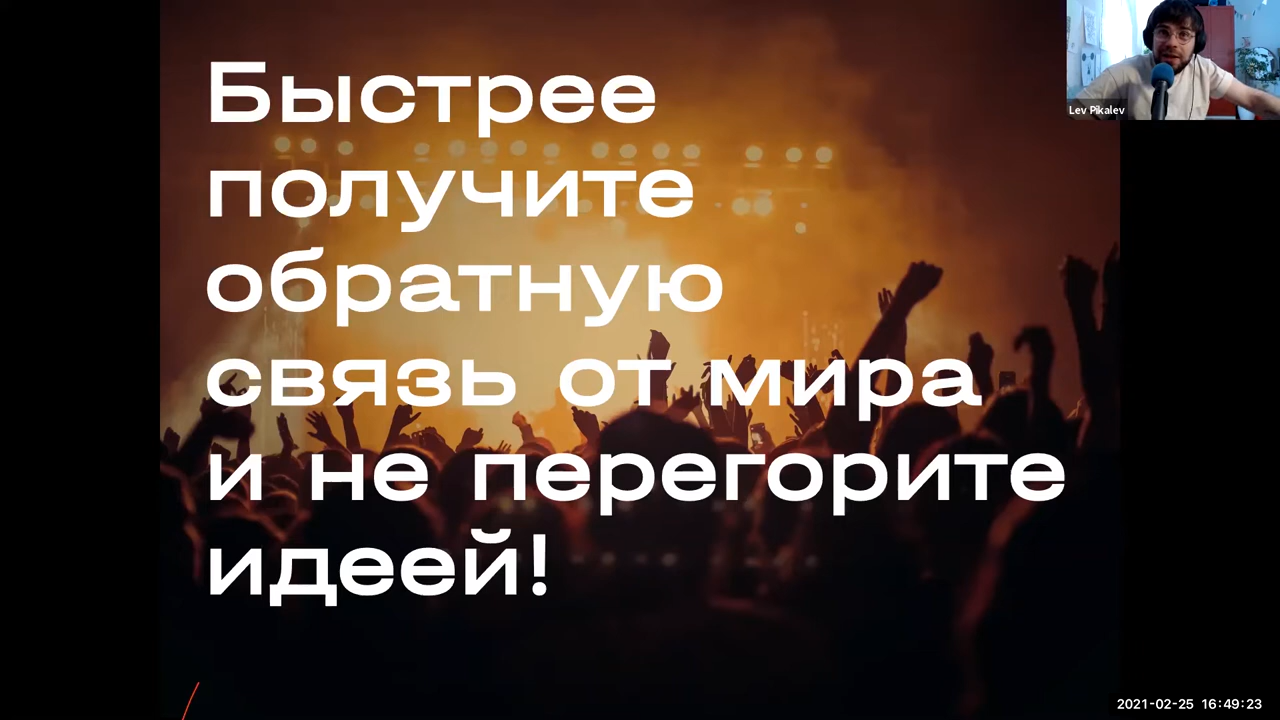 Быстрее
получите
обратную
связь от мира
и не перегорите
идеей!
Lev Pikalev
2021-02-25 16:49:23